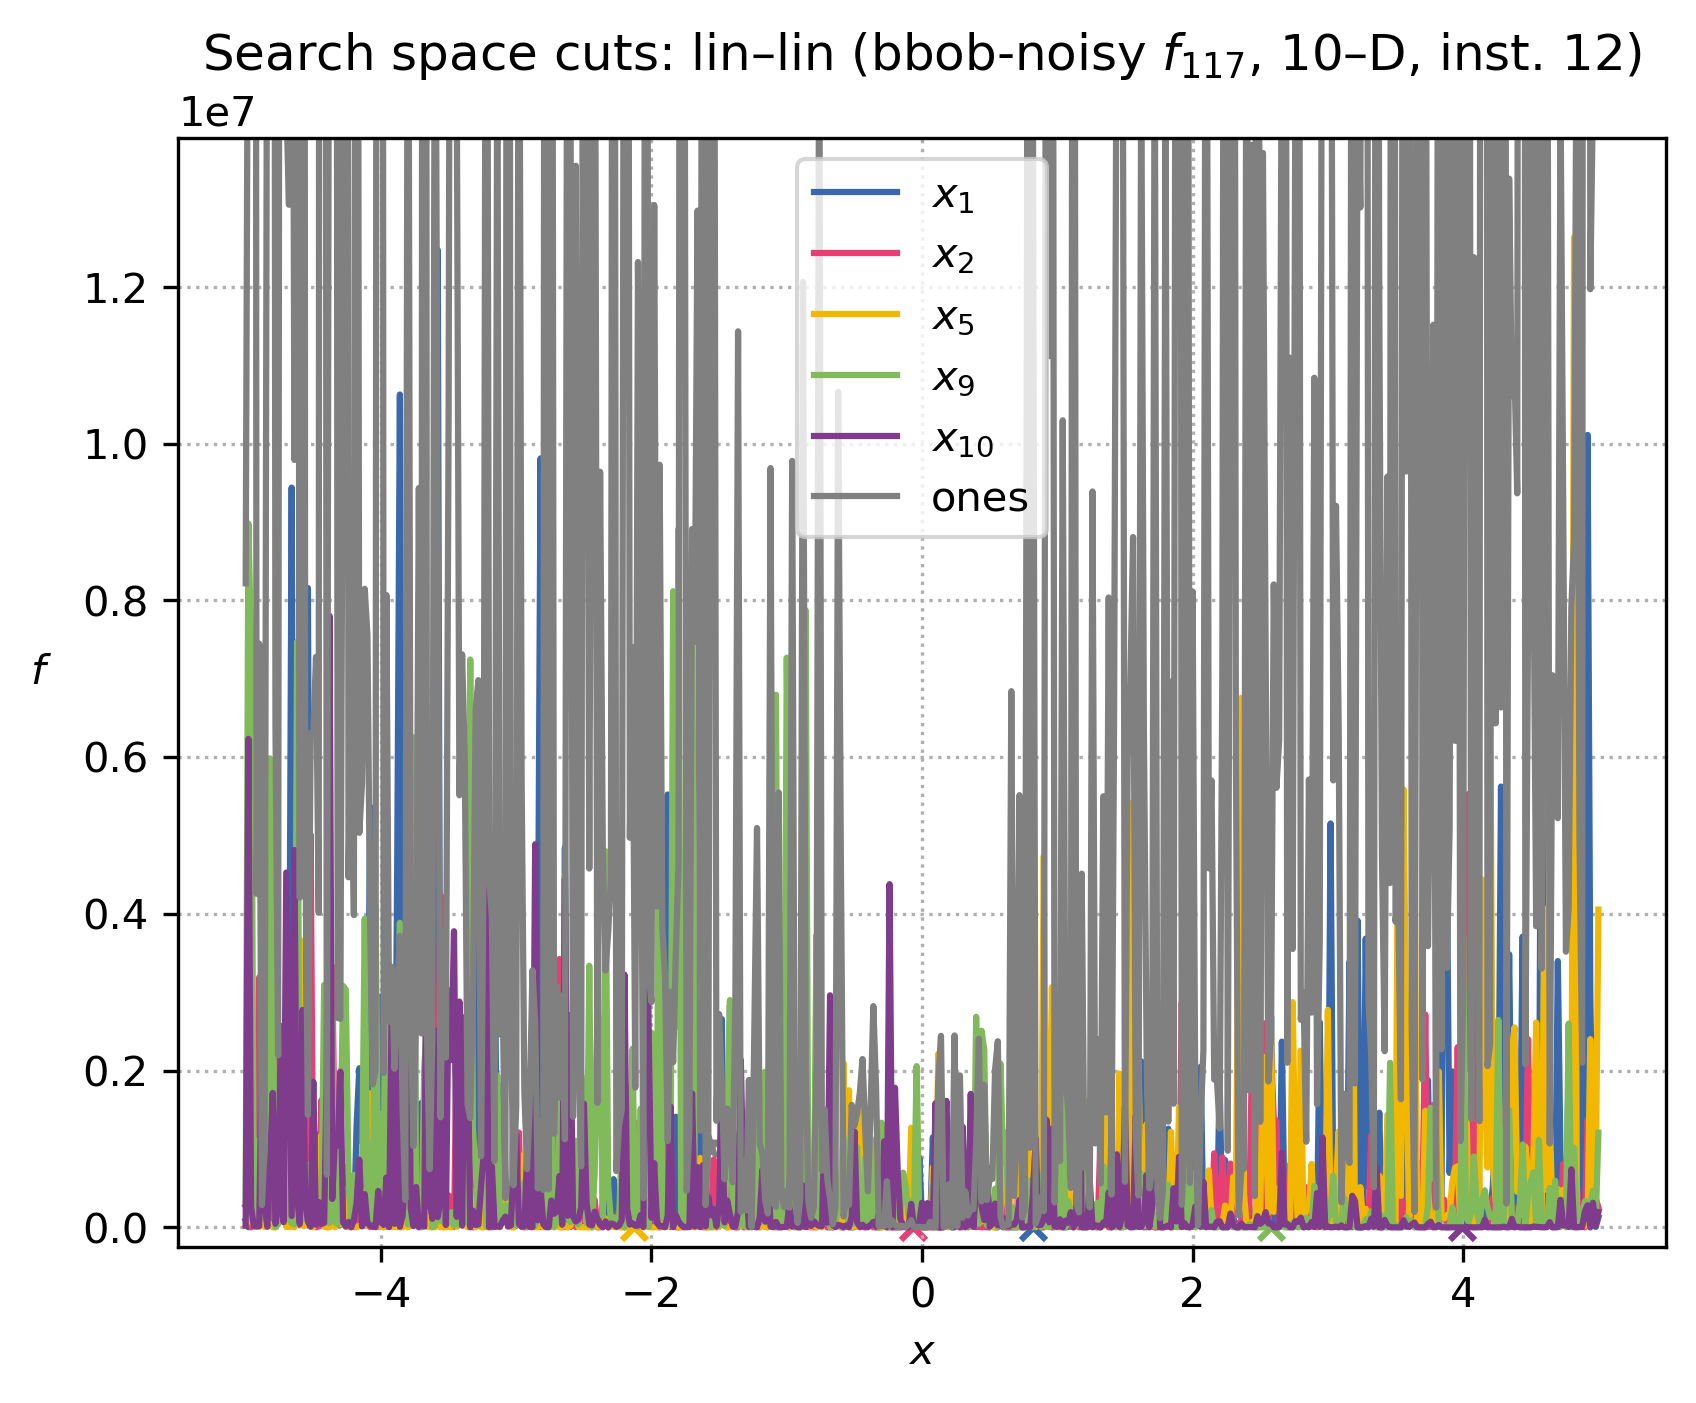 Search space cuts: lin–lin (bbob-noisy f₁₁₇, 10–D, inst. 12)
1e7
x₁
x₂
x₅
x₉
x₁₀
ones
1.2
1.0
0.8
0.6
0.4
0.2
0.0
f
−4 −2 0 2 4
x